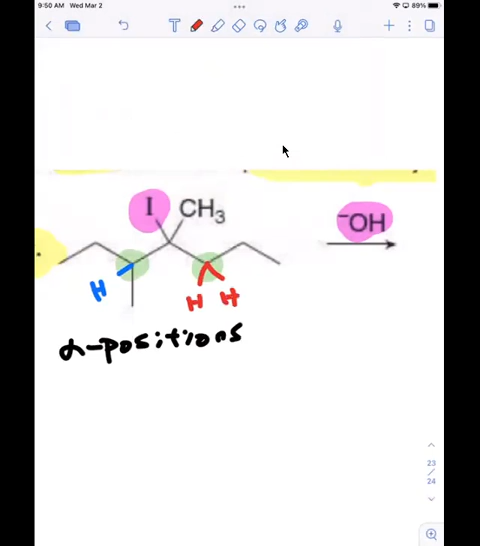 9:50 AM Wed Mar 2
89%
I CH₃
⁻OH
H
H H
α-positions
23
/
24